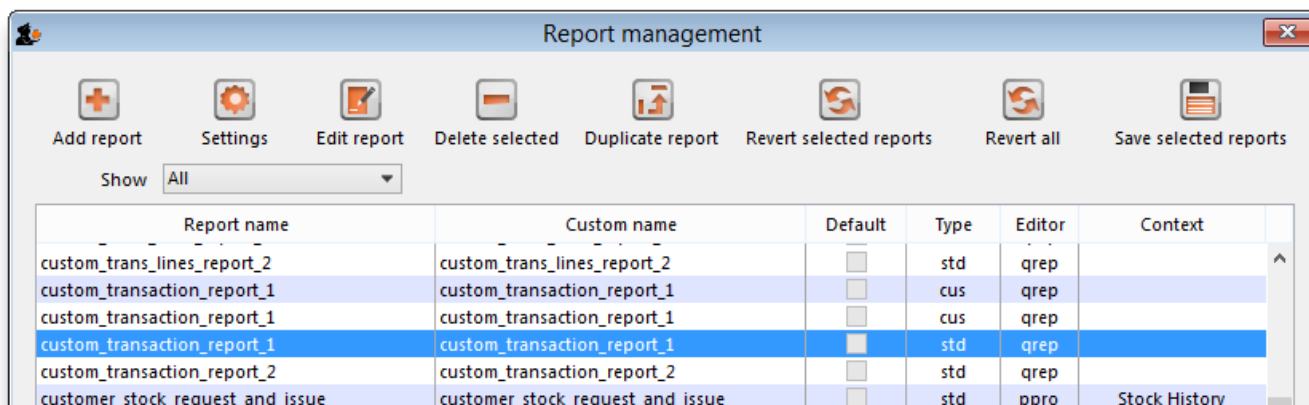 Report management
Add report Settings Edit report Delete selected Duplicate report Revert selected reports Revert all Save selected reports
Show All
Report name Custom name Default Type Editor Context
custom_trans_lines_report_2 custom_trans_lines_report_2 std qrep
custom_transaction_report_1 custom_transaction_report_1 cus qrep
custom_transaction_report_1 custom_transaction_report_1 cus qrep
custom_transaction_report_1 custom_transaction_report_1 std qrep
custom_transaction_report_2 custom_transaction_report_2 std qrep
customer_stock_request_and_issue customer_stock_request_and_issue std ppro Stock History